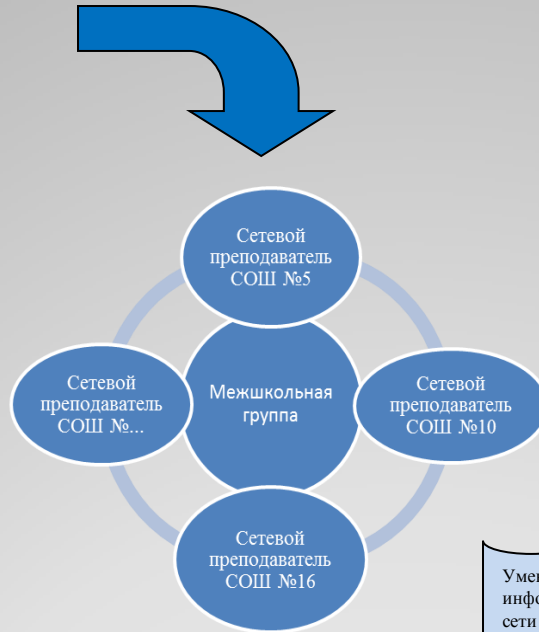 Сетевой
преподаватель
СОШ №5
Сетевой
преподаватель
СОШ №...
Межшкольная
группа
Сетевой
преподаватель
СОШ №10
Сетевой
преподаватель
СОШ №16
сети